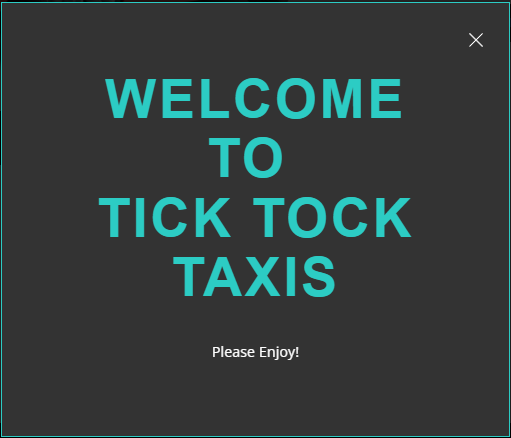 WELCOME
TO
TICK TOCK
TAXIS
Please Enjoy!